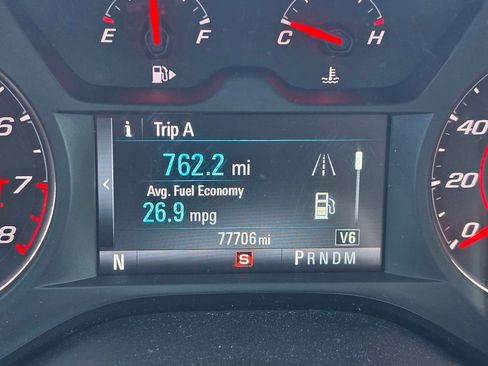 E F
C H
i Trip A
762.2 mi
Avg. Fuel Economy
26.9 mpg
77706 mi V6
N S PRNDM
6
7
8
40
20
0